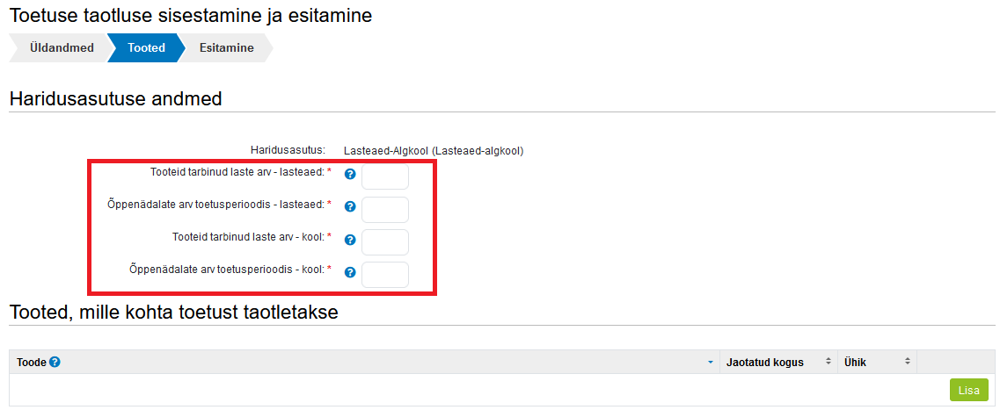 Toetuse taotluse sisestamine ja esitamine
Üldandmed Tooted Esitamine
Haridusasutuse andmed
Haridusasutus: Lasteaed-Algkool (Lasteaed-algkool)
Tooteid tarbinud laste arv - lasteaed: * ?
Õppenädalate arv toetusperioodis - lasteaed: * ?
Tooteid tarbinud laste arv - kool: * ?
Õppenädalate arv toetusperioodis - kool: * ?
Tooted, mille kohta toetust taotletakse
Toode ? Jaotatud kogus Ühik
Lisa